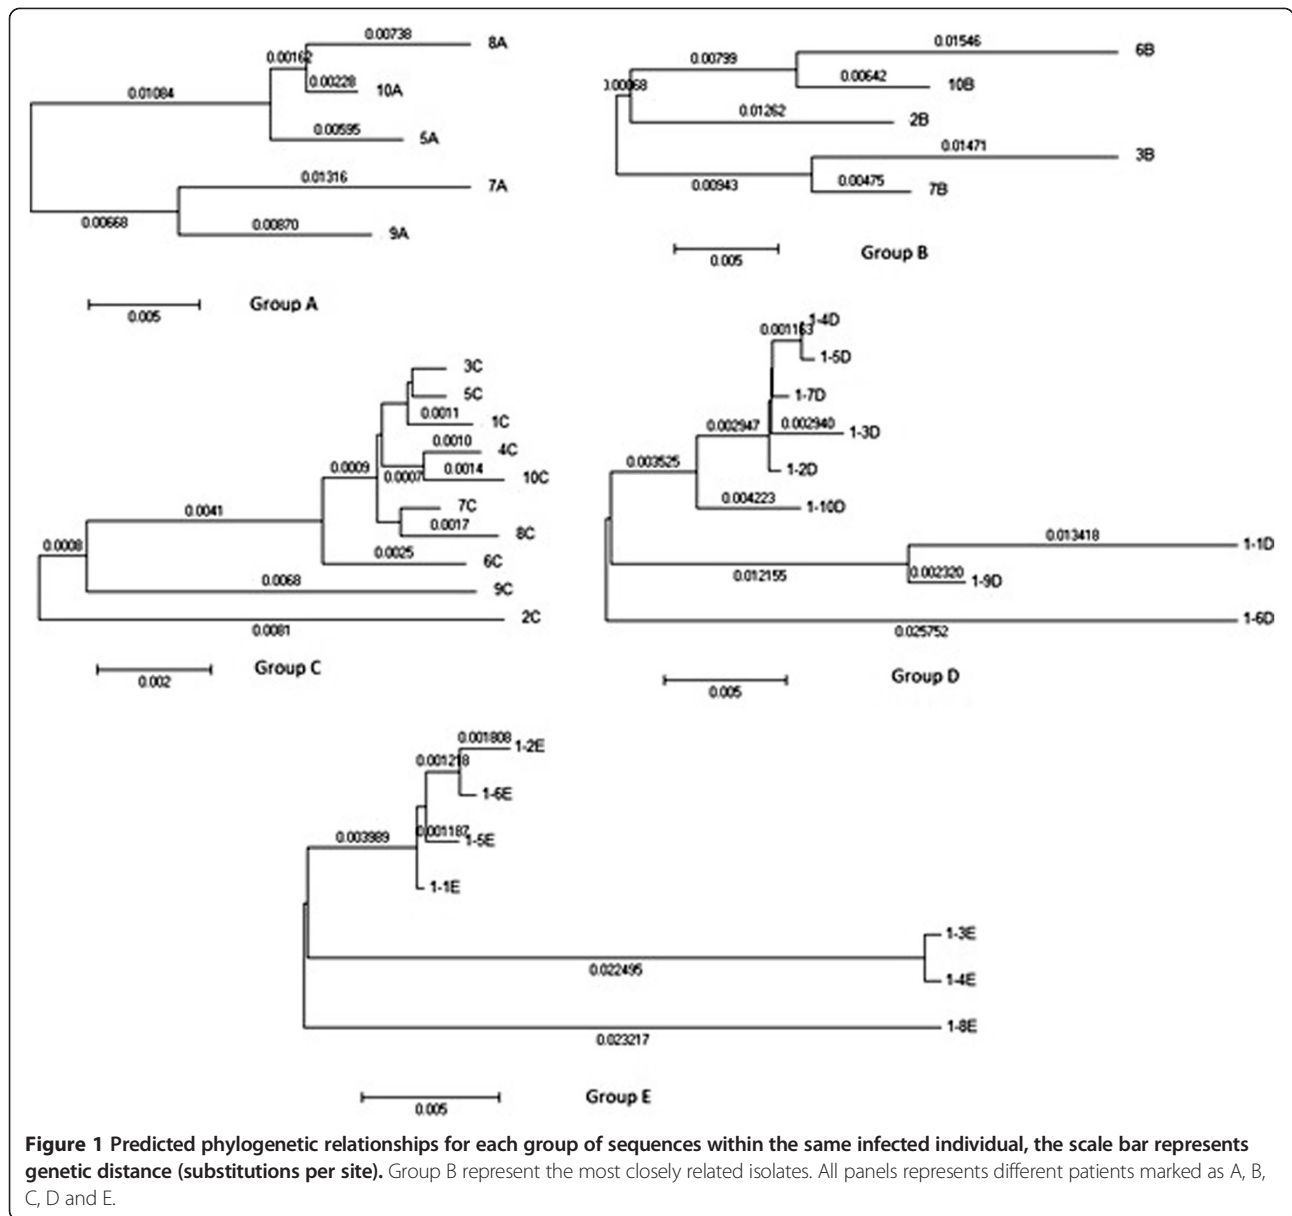 0.00738
8A
0.00162
0.00228
10A
0.01084
0.00595
5A
0.01316
7A
0.00668
0.00870
9A
0.005
Group A
0.01546
6B
0.00799
0.00642
10B
0.00068
0.01262
2B
0.01471
3B
0.00943
0.00475
7B
0.005
Group B
3C
5C
0.0011
1C
0.0010
4C
0.0009
0.0007
0.0014
10C
7C
0.0041
0.0017
8C
0.0008
0.0025
6C
0.0068
9C
2C
0.0081
0.002
Group C
1-4D
0.001163
1-5D
1-7D
0.002947
0.002940
1-3D
0.003525
1-2D
0.004223
1-10D
0.013418
1-1D
0.012155
0.002320
1-9D
1-6D
0.025752
0.005
Group D
0.001808
1-2E
0.001218
1-6E
0.003989
0.001187
1-5E
1-1E
1-3E
0.022495
1-4E
1-8E
0.023217
0.005
Group E
Figure 1 Predicted phylogenetic relationships for each group of sequences within the same infected individual, the scale bar represents
genetic distance (substitutions per site). Group B represent the most closely related isolates. All panels represents different patients marked as A, B,
C, D and E.